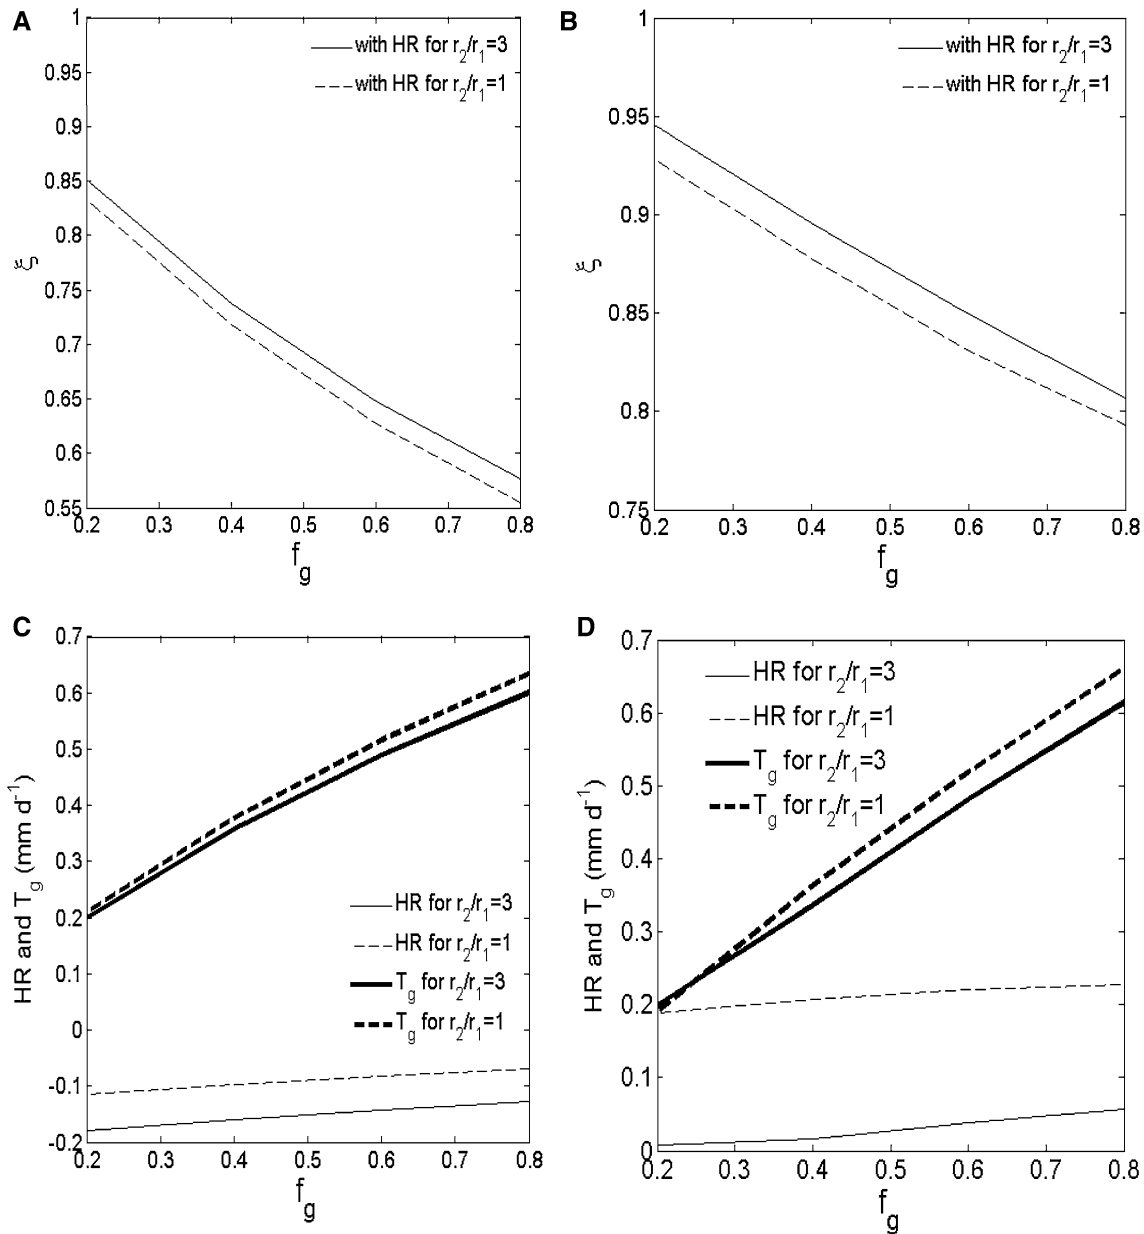 A
with HR for r2/r1=3
with HR for r2/r1=1
1
0.95
0.9
0.85
0.8
0.75
0.7
0.65
0.6
0.55
ξ
0.2 0.3 0.4 0.5 0.6 0.7 0.8
fg
B
with HR for r2/r1=3
with HR for r2/r1=1
1
0.95
0.9
0.85
0.8
0.75
ξ
0.2 0.3 0.4 0.5 0.6 0.7 0.8
fg
C
0.7
0.6
0.5
0.4
0.3
0.2
0.1
0
-0.1
-0.2
HR and Tg (mm d-1)
HR for r2/r1=3
HR for r2/r1=1
Tg for r2/r1=3
Tg for r2/r1=1
0.2 0.3 0.4 0.5 0.6 0.7 0.8
fg
D
0.7
0.6
0.5
0.4
0.3
0.2
0.1
0
HR and Tg (mm d-1)
HR for r2/r1=3
HR for r2/r1=1
Tg for r2/r1=3
Tg for r2/r1=1
0.2 0.3 0.4 0.5 0.6 0.7 0.8
fg